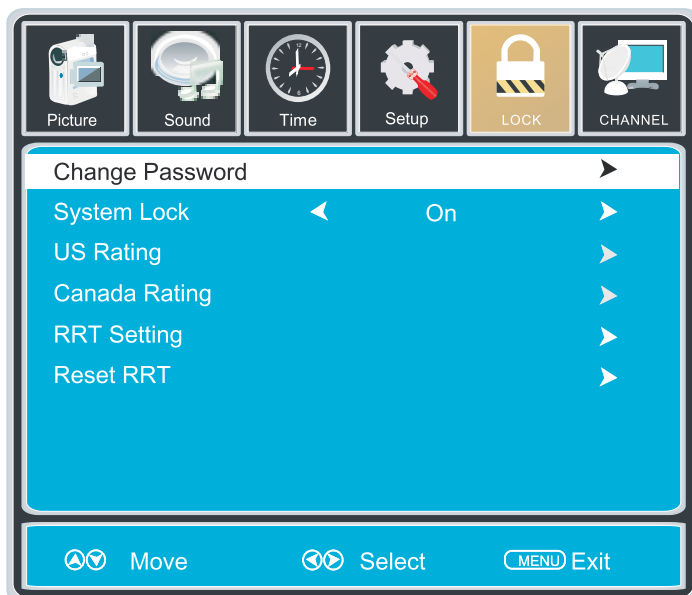 Picture Sound Time Setup LOCK CHANNEL
Change Password
System Lock On
US Rating
Canada Rating
RRT Setting
Reset RRT
Move Select MENU Exit